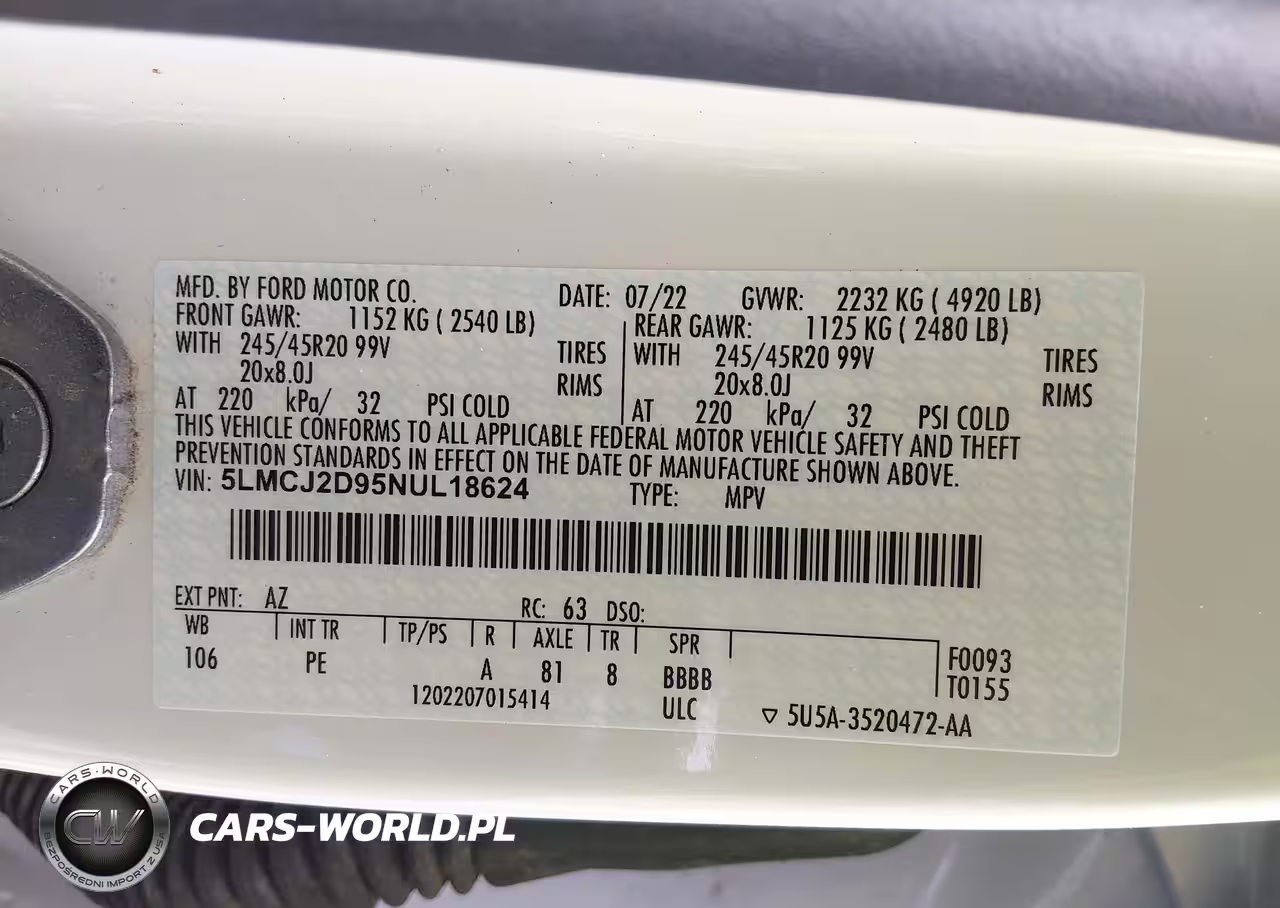 MFD. BY FORD MOTOR CO. DATE: 07/22 GVWR: 2232 KG ( 4920 LB)
FRONT GAWR: 1152 KG ( 2540 LB) REAR GAWR: 1125 KG ( 2480 LB)
WITH 245/45R20 99V TIRES WITH 245/45R20 99V TIRES
20x8.0J RIMS 20x8.0J RIMS
AT 220 kPa/ 32 PSI COLD AT 220 kPa/ 32 PSI COLD
THIS VEHICLE CONFORMS TO ALL APPLICABLE FEDERAL MOTOR VEHICLE SAFETY AND THEFT
PREVENTION STANDARDS IN EFFECT ON THE DATE OF MANUFACTURE SHOWN ABOVE.
VIN: 5LMCJ2D95NUL18624 TYPE: MPV
EXT PNT: AZ RC: 63 DSO:
WB INT TR TP/PS R AXLE TR SPR
106 PE A 81 8 BBBB
F0093
T0155
1202207015414 ULC ▽ 5U5A-3520472-AA
CARS-WORLD
CW
BEZPOŚREDNI IMPORT Z USA
CARS-WORLD.PL